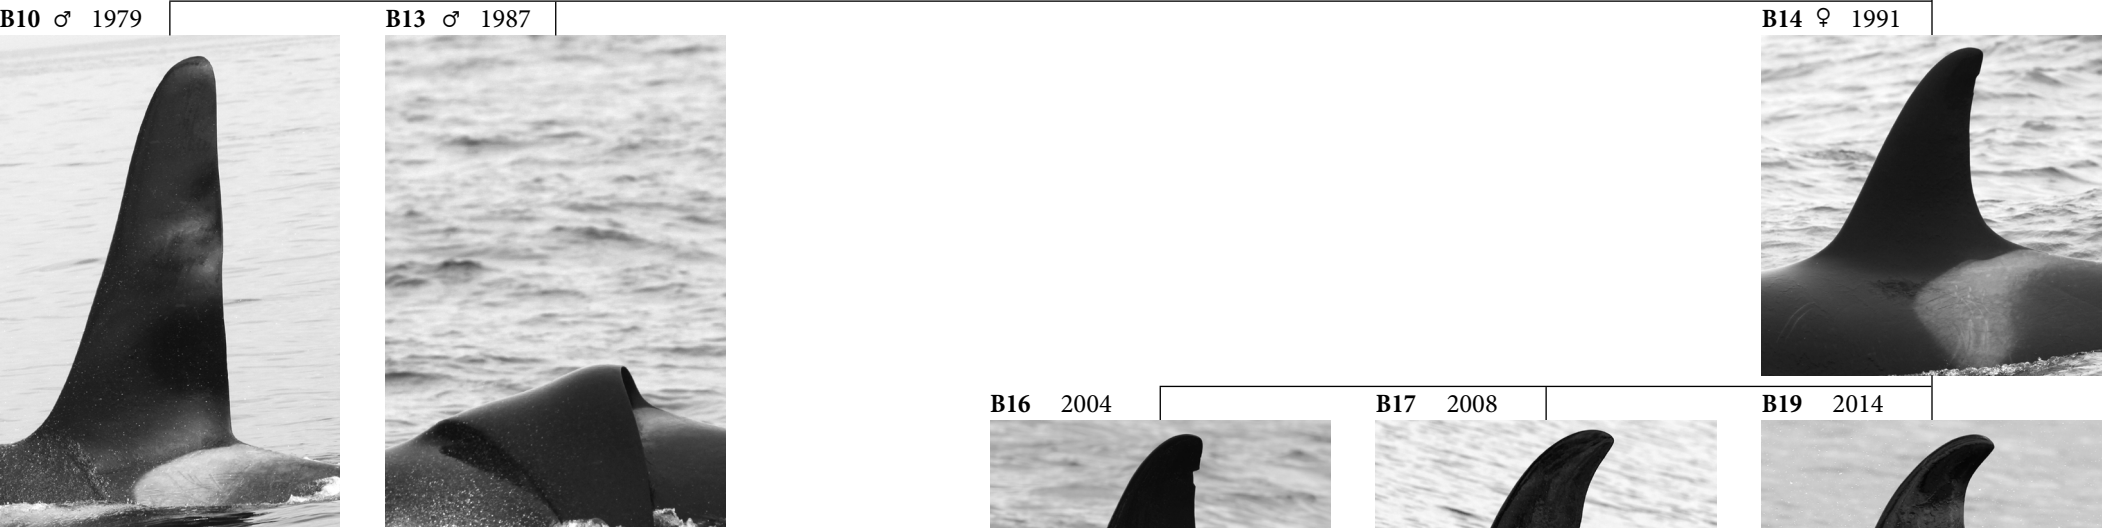 B10 ♂ 1979
B13 ♂ 1987
B14 ♀ 1991
B16 2004
B17 2008
B19 2014